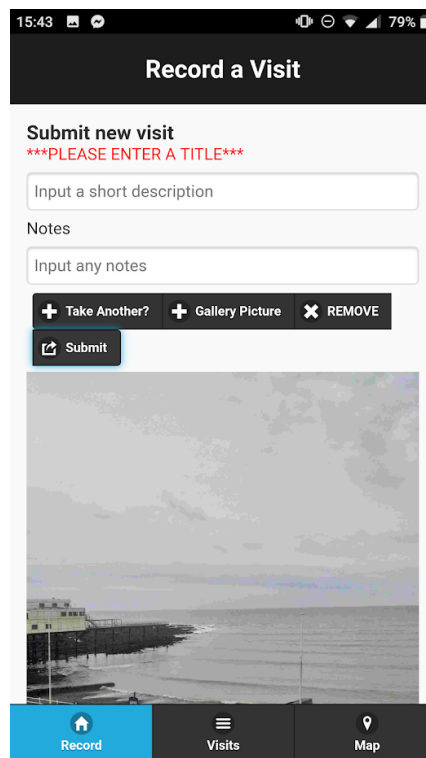 15:43 79%
Record a Visit
Submit new visit
***PLEASE ENTER A TITLE***
Input a short description
Notes
Input any notes
Take Another? Gallery Picture REMOVE
Submit
Record Visits Map